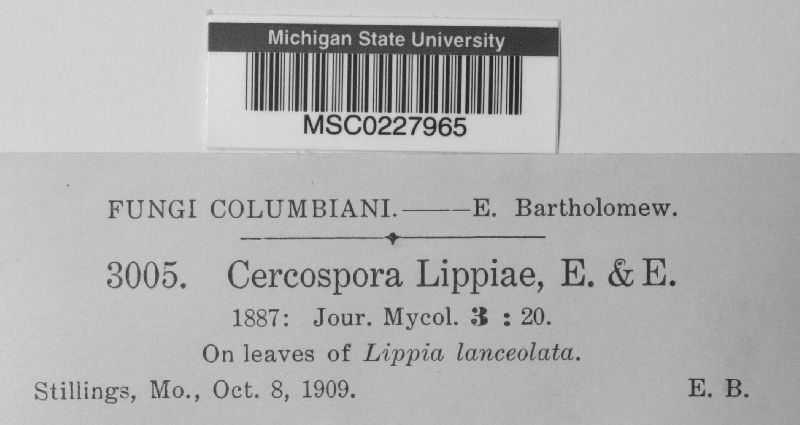 Michigan State University
MSC0227965
FUNGI COLUMBIANI.——E. Bartholomew.
3005. Cercospora Lippiae, E. & E.
1887: Jour. Mycol. 3 : 20.
On leaves of Lippia lanceolata.
Stillings, Mo., Oct. 8, 1909. E. B.